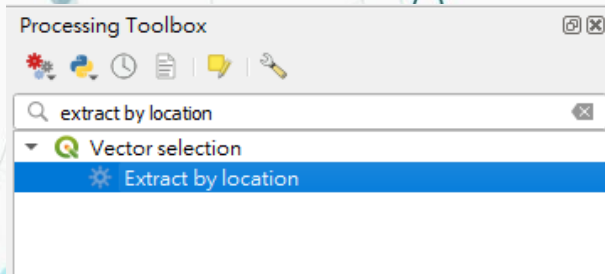 Processing Toolbox
extract by location
Vector selection
Extract by location